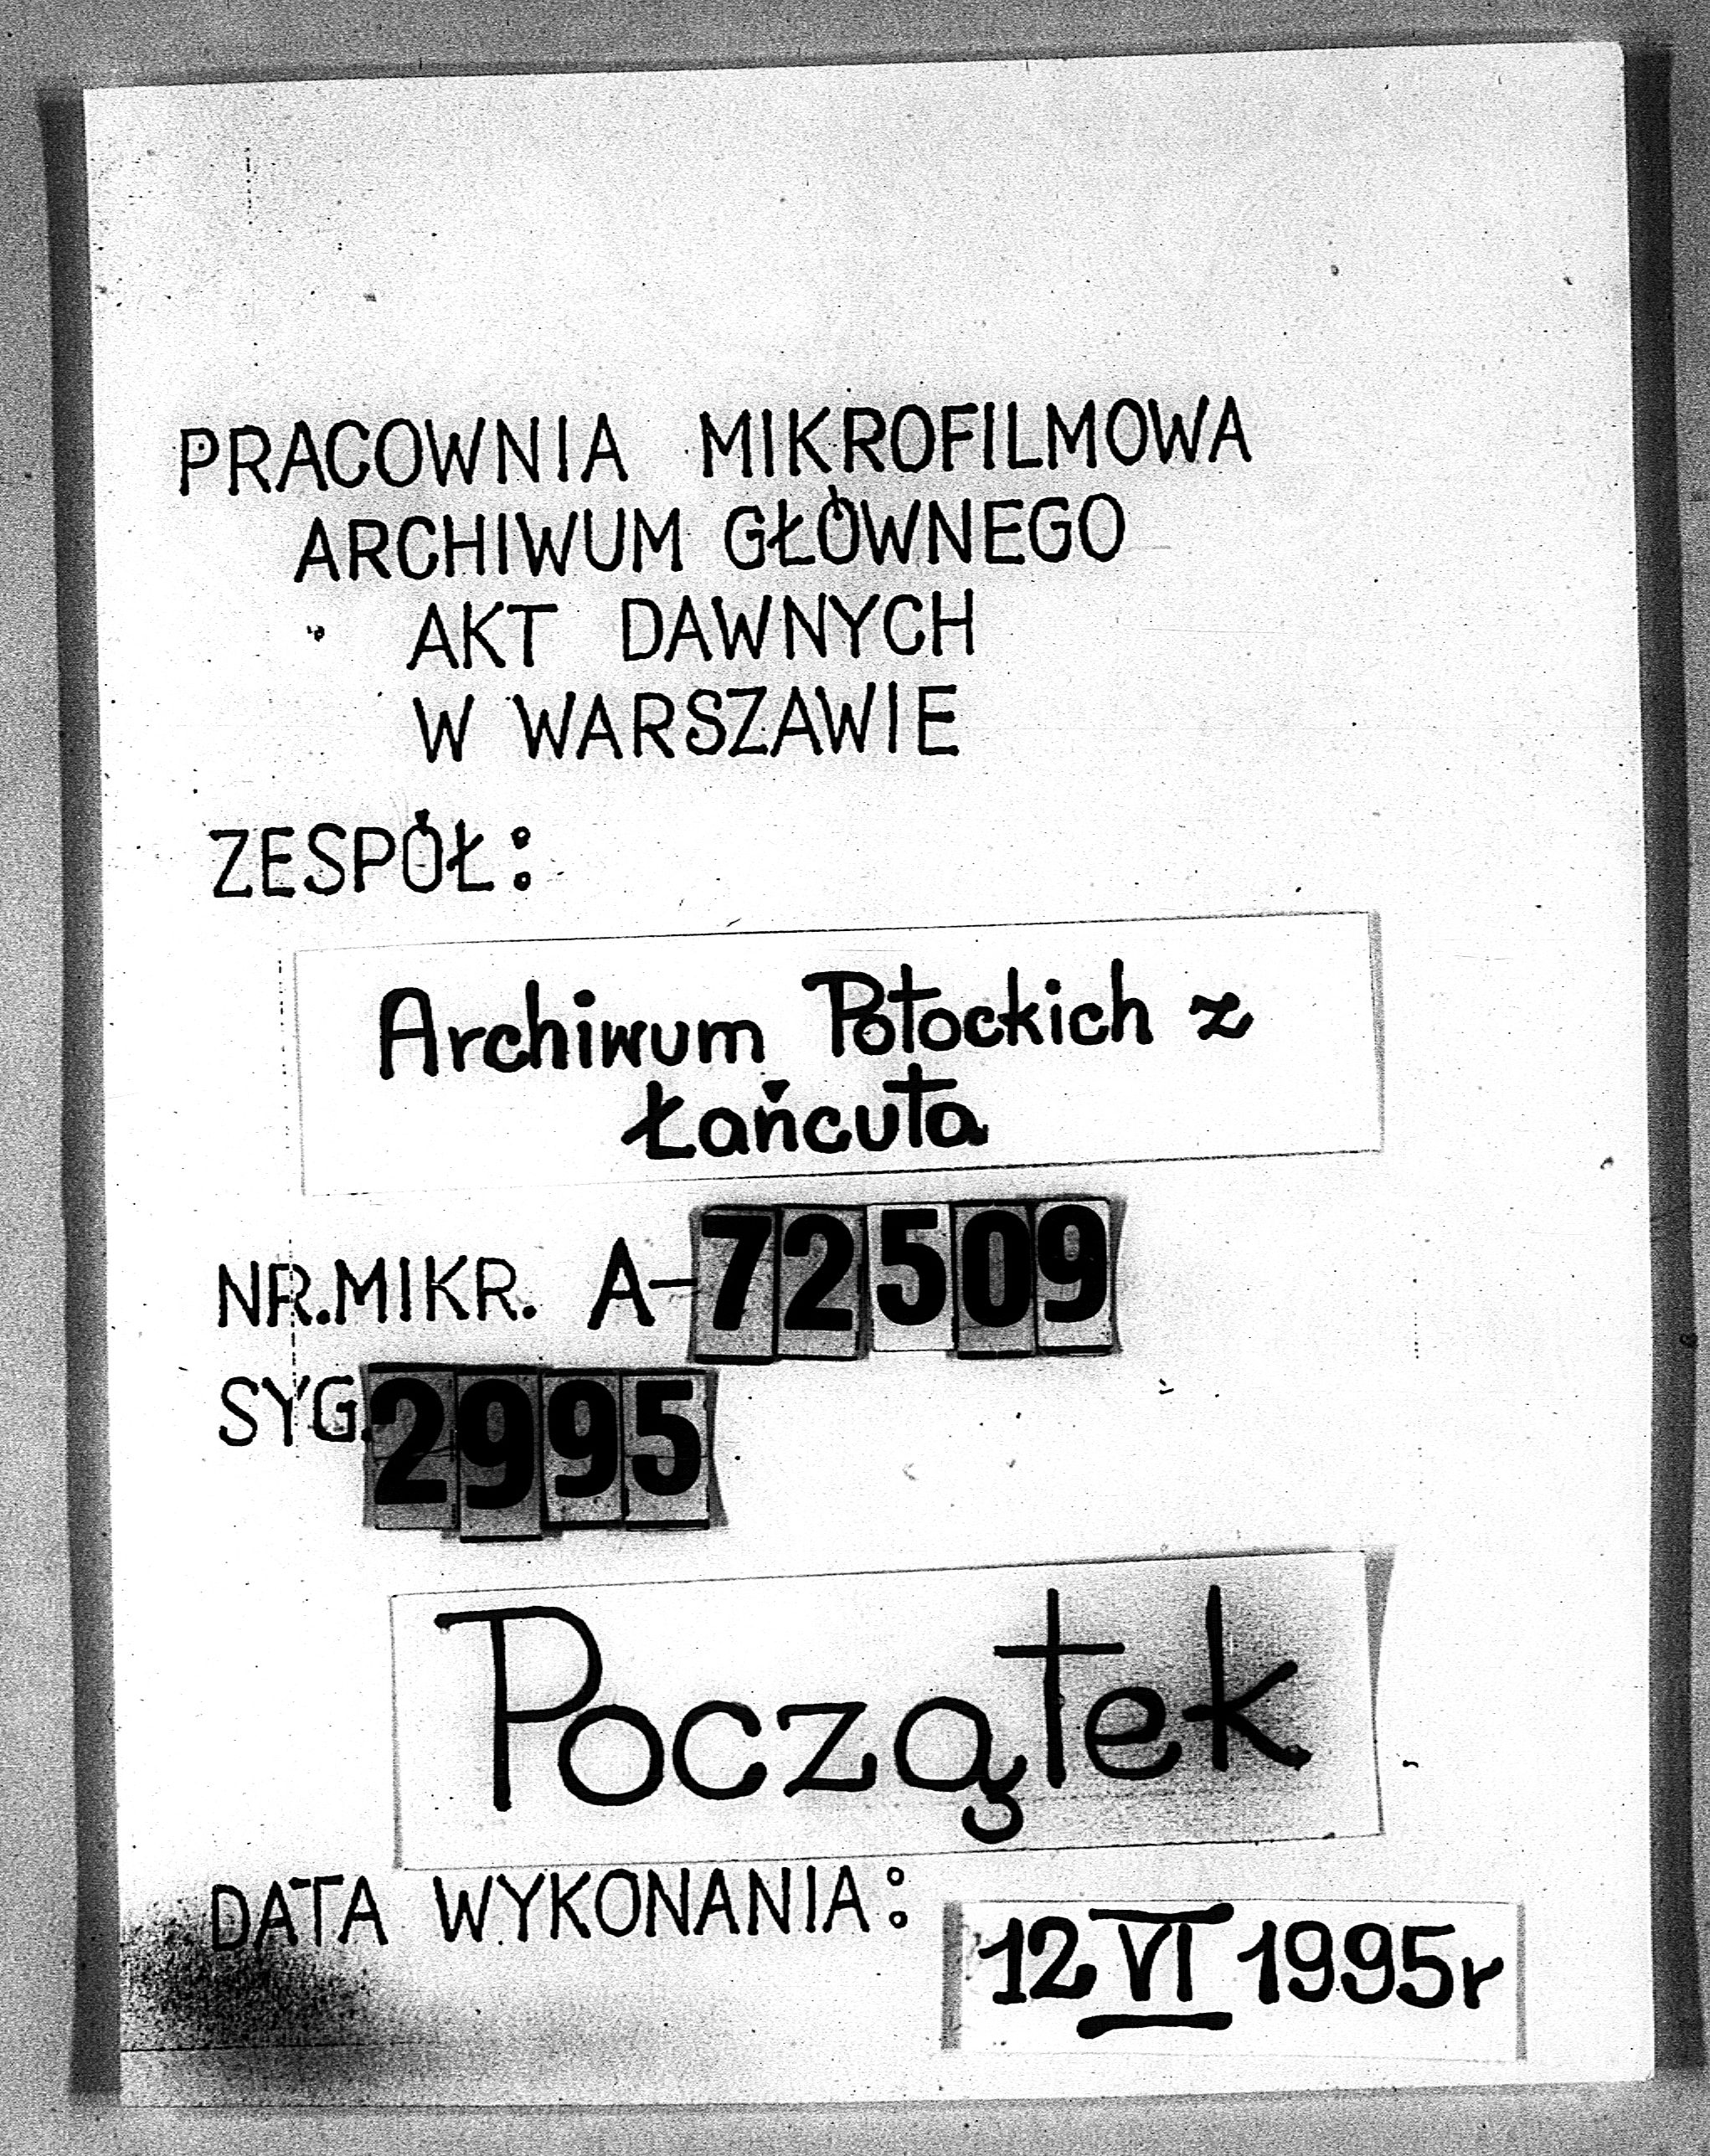 PRACOWNIA MIKROFILMOWA
ARCHIWUM GŁÓWNEGO
AKT DAWNYCH
W WARSZAWIE
ZESPÓŁ:
Archiwum Potockich z
Łańcuta
NR.MIKR. A-72509
SYG.2995
Początek
DATA WYKONANIA: 12 VI 1995r